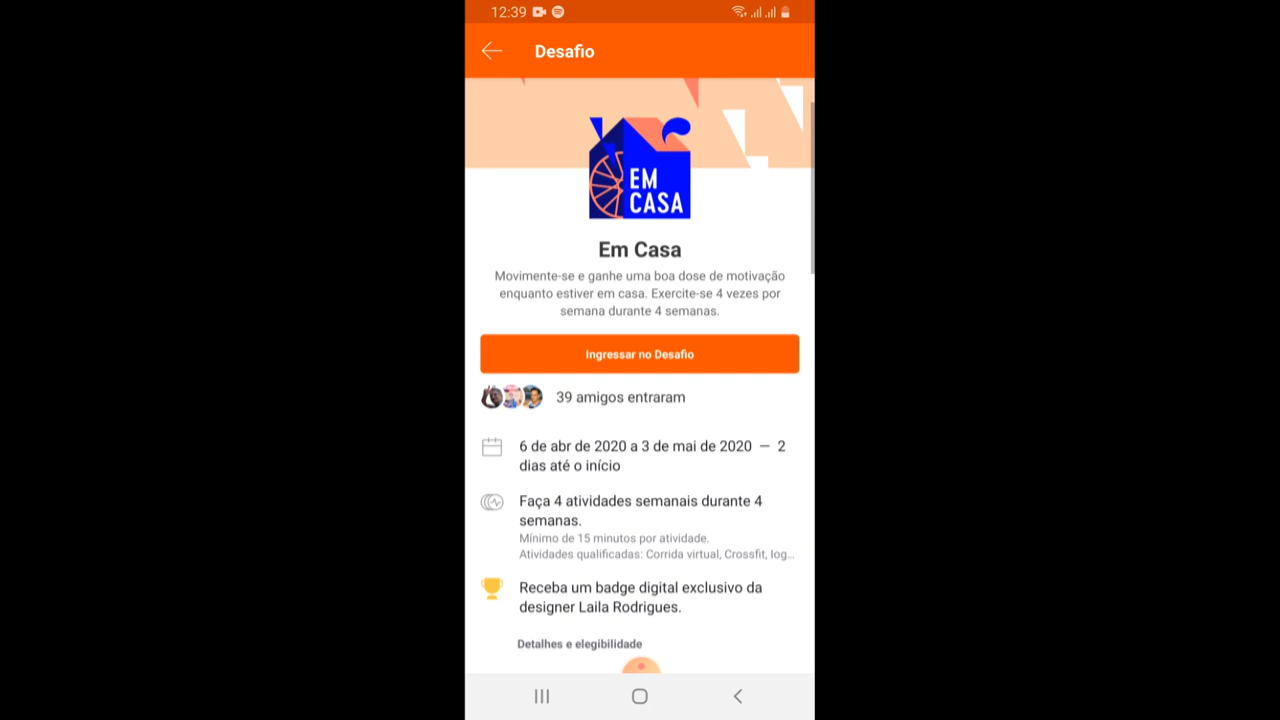 12:39
Desafio
EM
CASA
Em Casa
Movimente-se e ganhe uma boa dose de motivação
enquanto estiver em casa. Exercite-se 4 vezes por
semana durante 4 semanas.
Ingressar no Desafio
39 amigos entraram
6 de abr de 2020 a 3 de mai de 2020 — 2
dias até o início
Faça 4 atividades semanais durante 4
semanas.
Mínimo de 15 minutos por atividade.
Atividades qualificadas: Corrida virtual, Crossfit, Iog...
Receba um badge digital exclusivo da
designer Laila Rodrigues.
Detalhes e elegibilidade